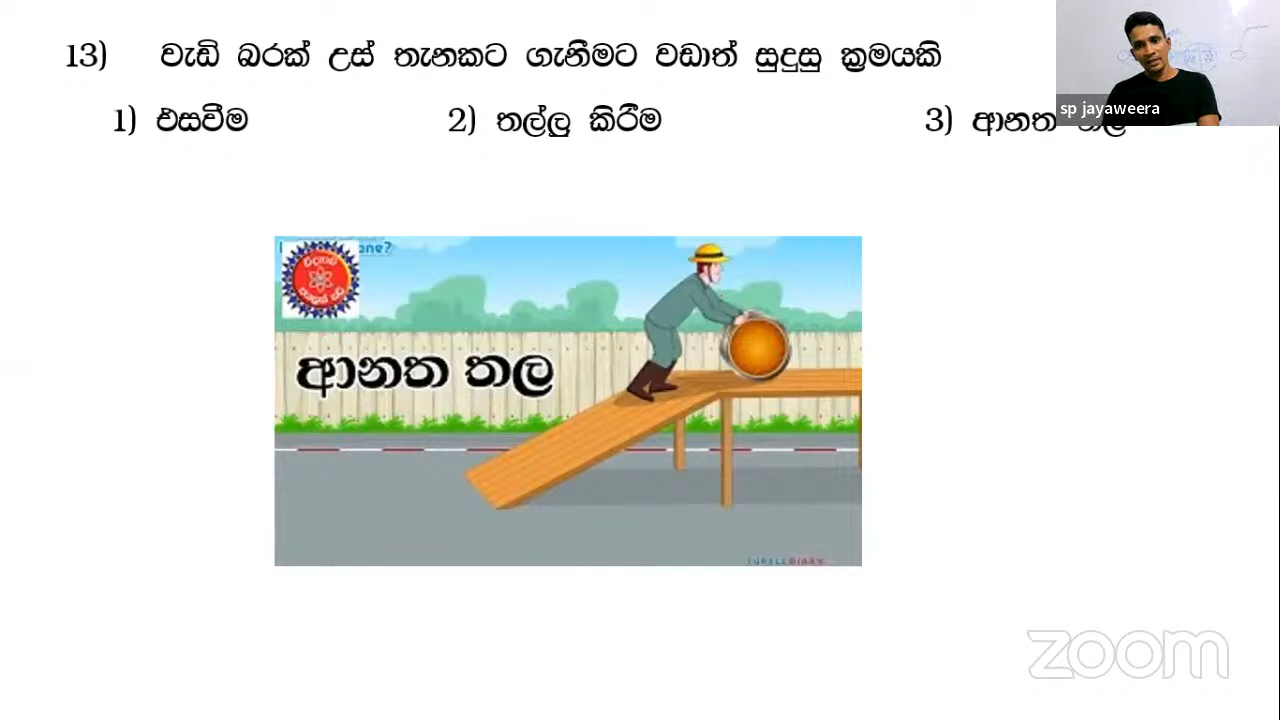 13) වැඩි බරක් උස් තැනකට ගැනීමට වඩාත් සුදුසු ක්‍රමයකි
sp jayaweera
1) එසවීම 2) තල්ලු කිරීම 3) ආනත
ආනත තල
zoom